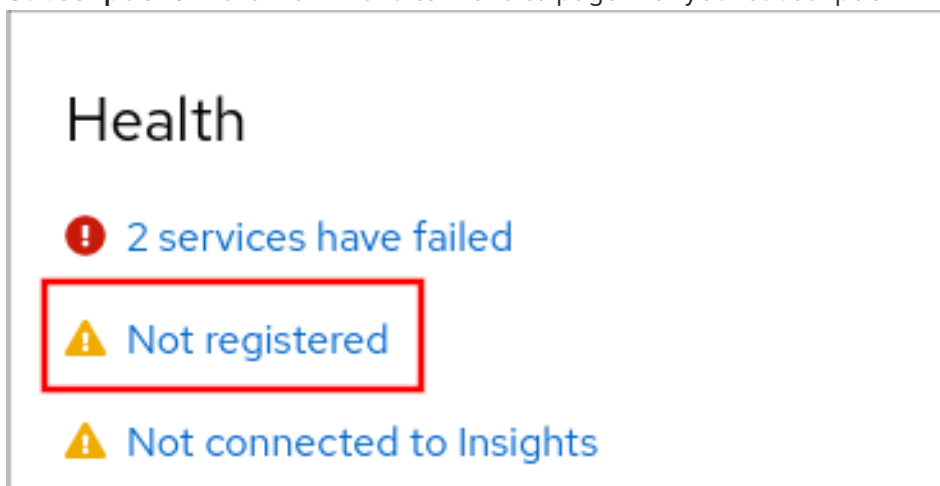 Health
2 services have failed
Not registered
Not connected to Insights